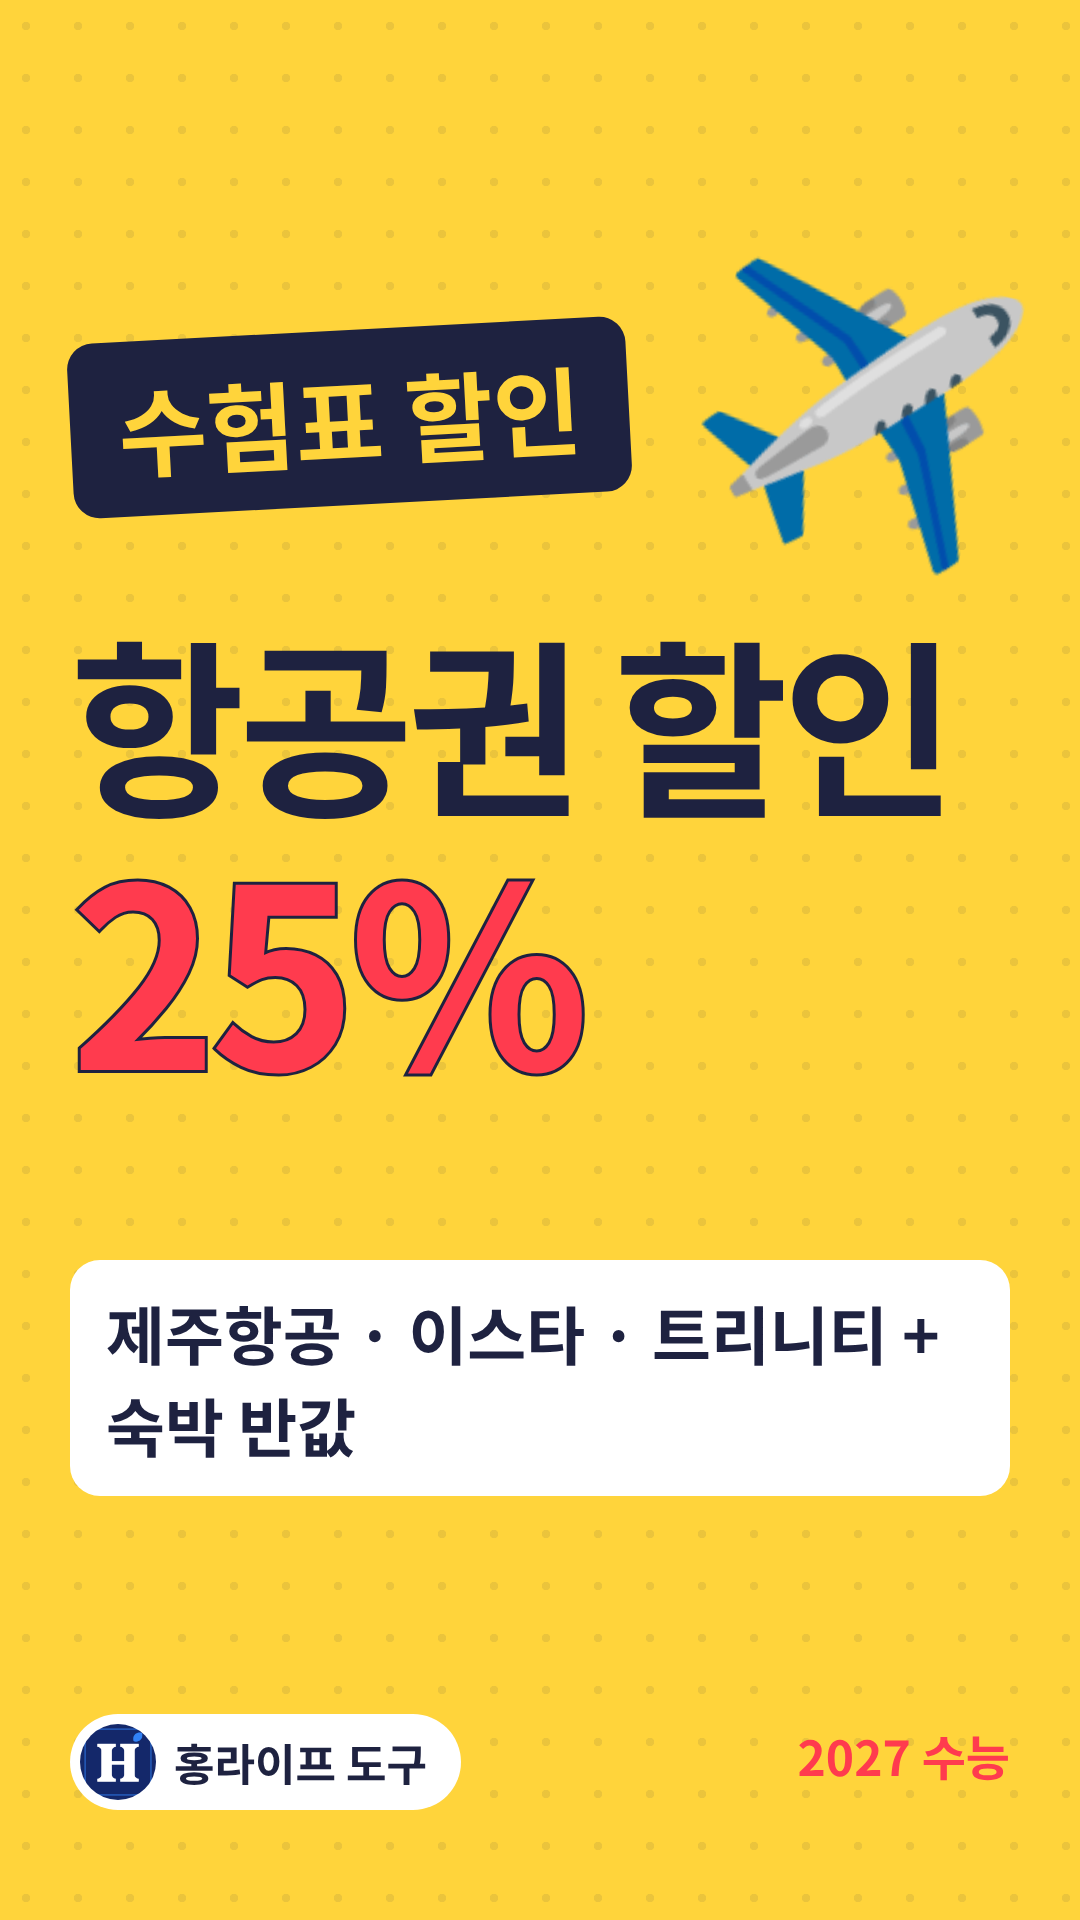 수험표 할인
항공권 할인
25%
제주항공 · 이스타 · 트리니티 +
숙박 반값
H 홍라이프 도구
2027 수능